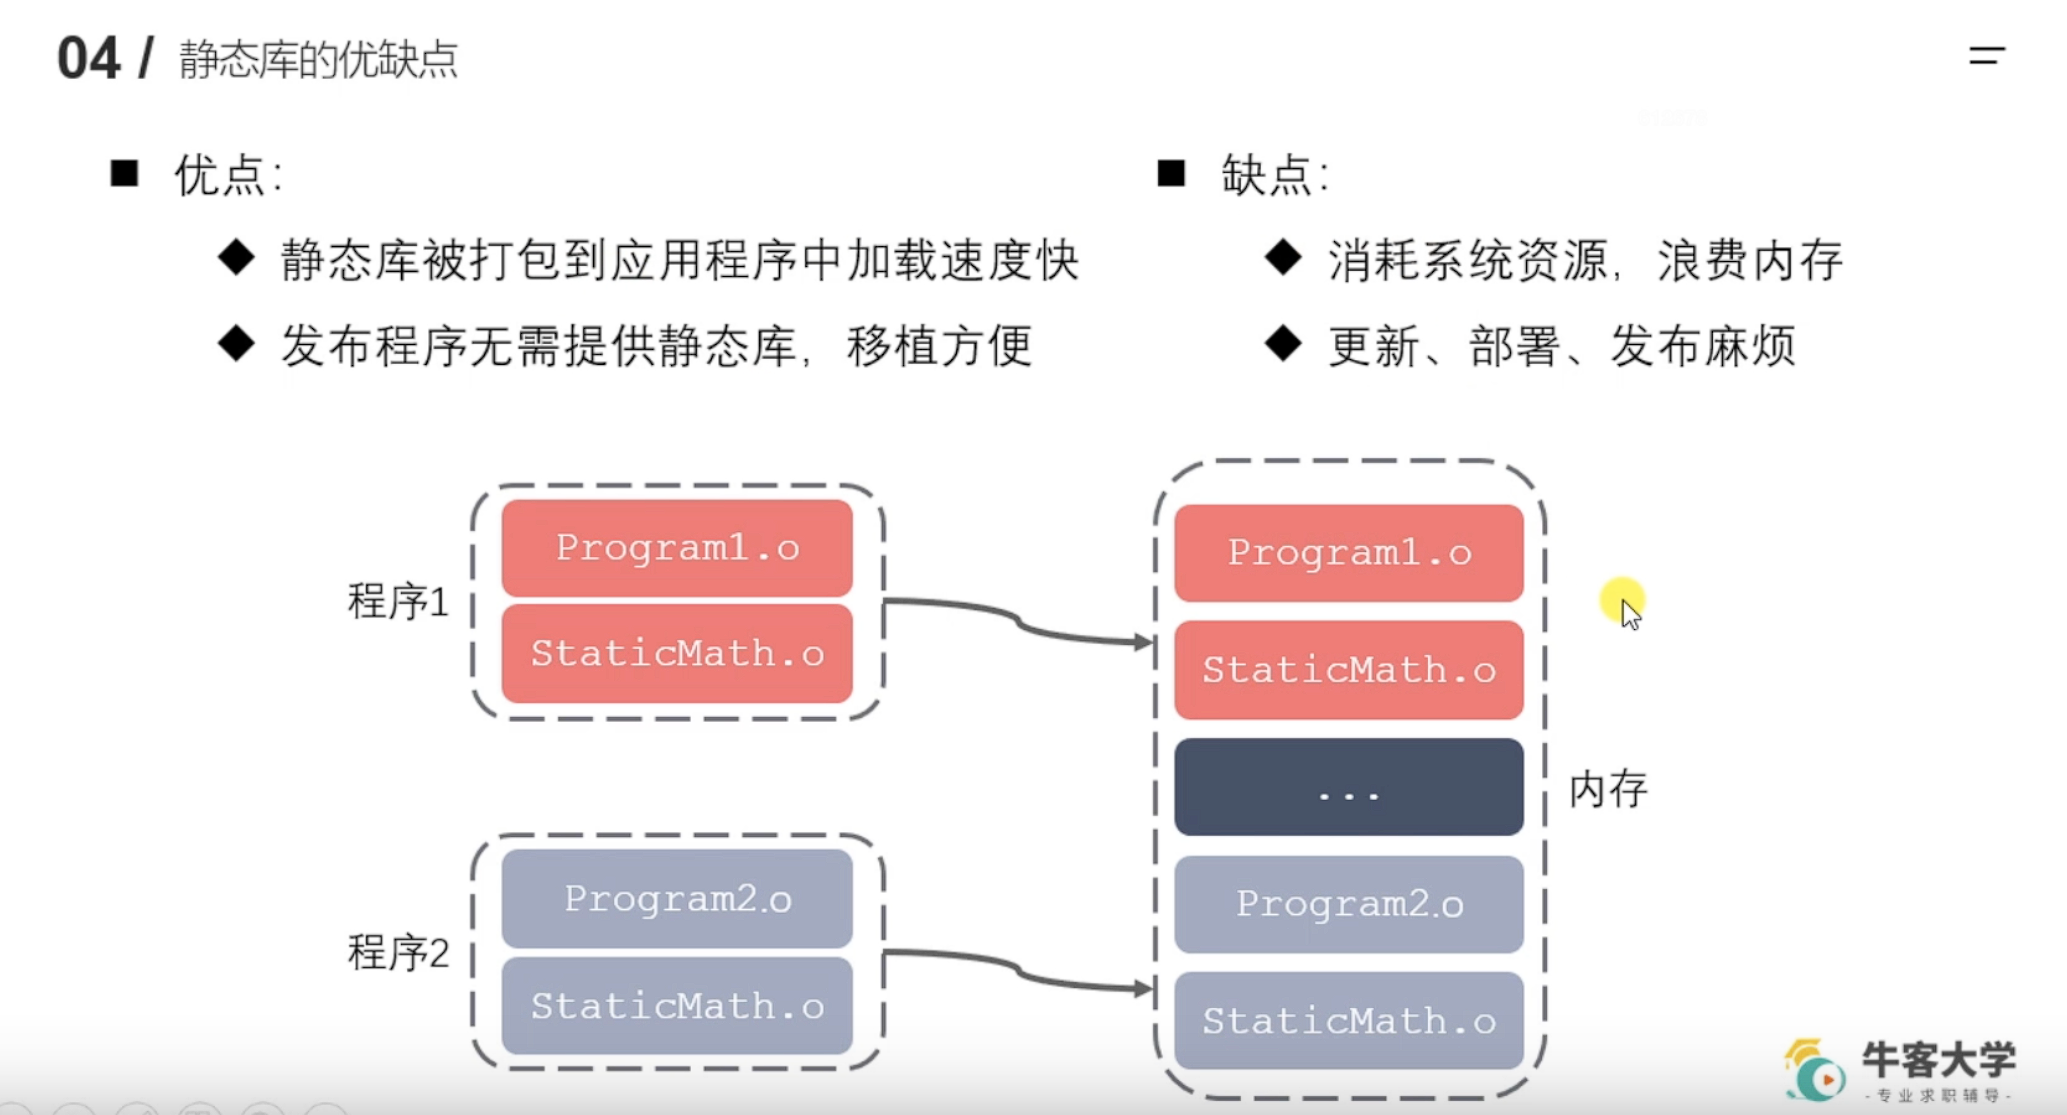 04 / 静态库的优缺点
优点:
静态库被打包到应用程序中加载速度快
发布程序无需提供静态库,移植方便
缺点:
消耗系统资源,浪费内存
更新、部署、发布麻烦
程序1
Program1.o
StaticMath.o
程序2
Program2.o
StaticMath.o
Program1.o
StaticMath.o
...
Program2.o
StaticMath.o
内存
牛客大学
-专业求职辅导-